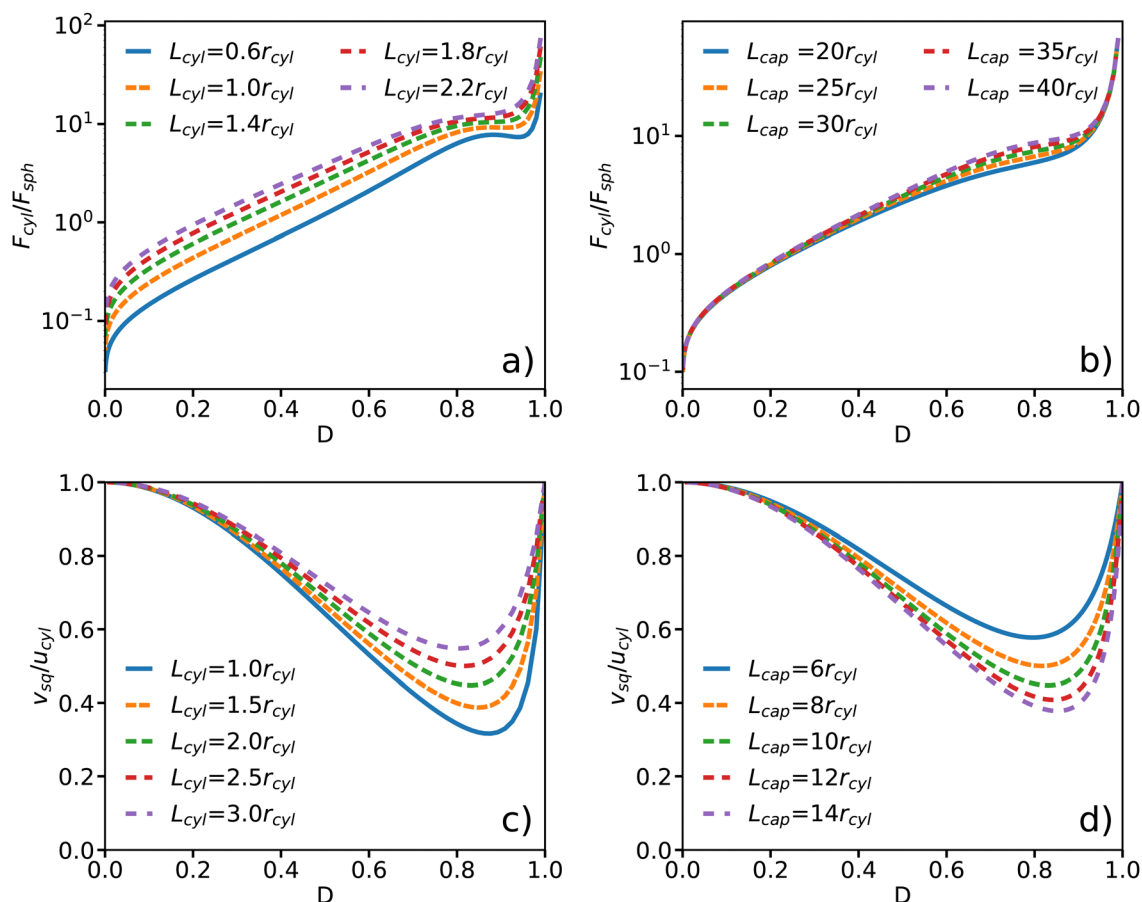 10²
L_cyl=0.6r_cyl L_cyl=1.8r_cyl
L_cyl=1.0r_cyl L_cyl=2.2r_cyl
L_cyl=1.4r_cyl
10¹
10⁰
10⁻¹
F_cyl/F_sph
a)
0.0 0.2 0.4 0.6 0.8 1.0
D
L_cap =20r_cyl L_cap =35r_cyl
L_cap =25r_cyl L_cap =40r_cyl
L_cap =30r_cyl
10¹
10⁰
10⁻¹
F_cyl/F_sph
b)
0.0 0.2 0.4 0.6 0.8 1.0
D
1.0
0.8
0.6
0.4
0.2
0.0
v_sq/u_cyl
L_cyl=1.0r_cyl
L_cyl=1.5r_cyl
L_cyl=2.0r_cyl
L_cyl=2.5r_cyl
L_cyl=3.0r_cyl
c)
0.0 0.2 0.4 0.6 0.8 1.0
D
1.0
0.8
0.6
0.4
0.2
0.0
v_sq/u_cyl
L_cap=6r_cyl
L_cap=8r_cyl
L_cap=10r_cyl
L_cap=12r_cyl
L_cap=14r_cyl
d)
0.0 0.2 0.4 0.6 0.8 1.0
D